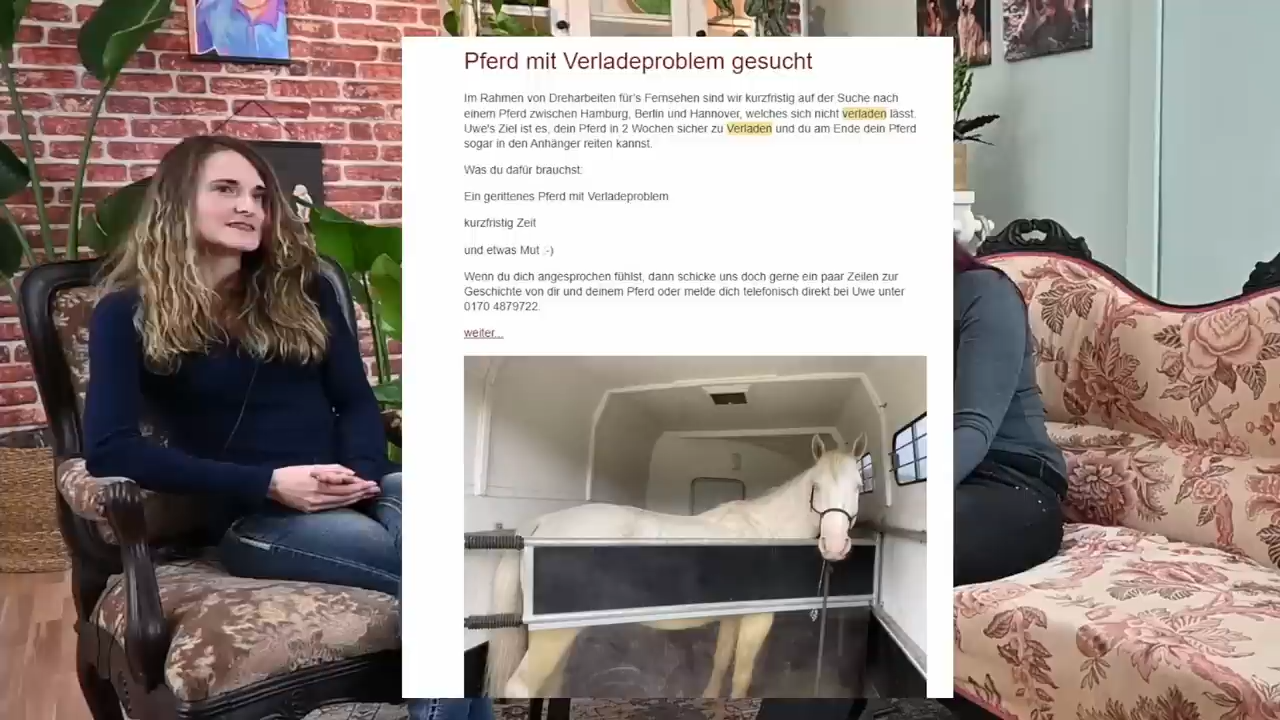 Pferd mit Verladeproblem gesucht
Im Rahmen von Dreharbeiten für's Fernsehen sind wir kurzfristig auf der Suche nach
einem Pferd zwischen Hamburg, Berlin und Hannover, welches sich nicht verladen lässt.
Uwe's Ziel ist es, dein Pferd in 2 Wochen sicher zu Verladen und du am Ende dein Pferd
sogar in den Anhänger reiten kannst.
Was du dafür brauchst:
Ein gerittenes Pferd mit Verladeproblem
kurzfristig Zeit
und etwas Mut :-)
Wenn du dich angesprochen fühlst, dann schicke uns doch gerne ein paar Zeilen zur
Geschichte von dir und deinem Pferd oder melde dich telefonisch direkt bei Uwe unter
0170 4879722.
weiter...